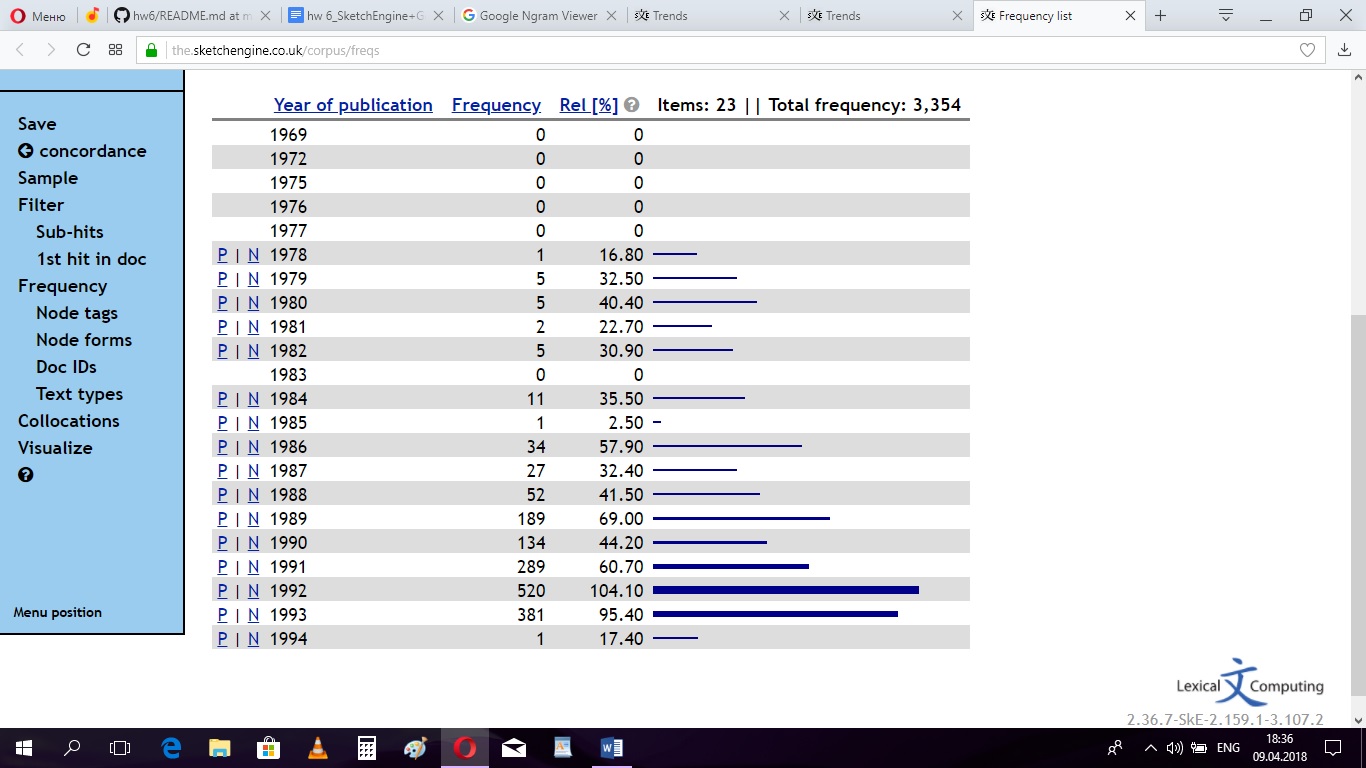 Меню
hw6/README.md at m
hw 6_SketchEngine+G
Google Ngram Viewer
Trends
Trends
Frequency list
the.sketchengine.co.uk/corpus/freqs
Save
concordance
Sample
Filter
Sub-hits
1st hit in doc
Frequency
Node tags
Node forms
Doc IDs
Text types
Collocations
Visualize
?
Menu position
Year of publication Frequency Rel [%] ? Items: 23 || Total frequency: 3,354
1969 0 0
1972 0 0
1975 0 0
1976 0 0
1977 0 0
P | N 1978 1 16.80
P | N 1979 5 32.50
P | N 1980 5 40.40
P | N 1981 2 22.70
P | N 1982 5 30.90
1983 0 0
P | N 1984 11 35.50
P | N 1985 1 2.50
P | N 1986 34 57.90
P | N 1987 27 32.40
P | N 1988 52 41.50
P | N 1989 189 69.00
P | N 1990 134 44.20
P | N 1991 289 60.70
P | N 1992 520 104.10
P | N 1993 381 95.40
P | N 1994 1 17.40
Lexical 文 Computing
2.36.7-SkE-2.159.1-3.107.2
ENG
18:36
09.04.2018